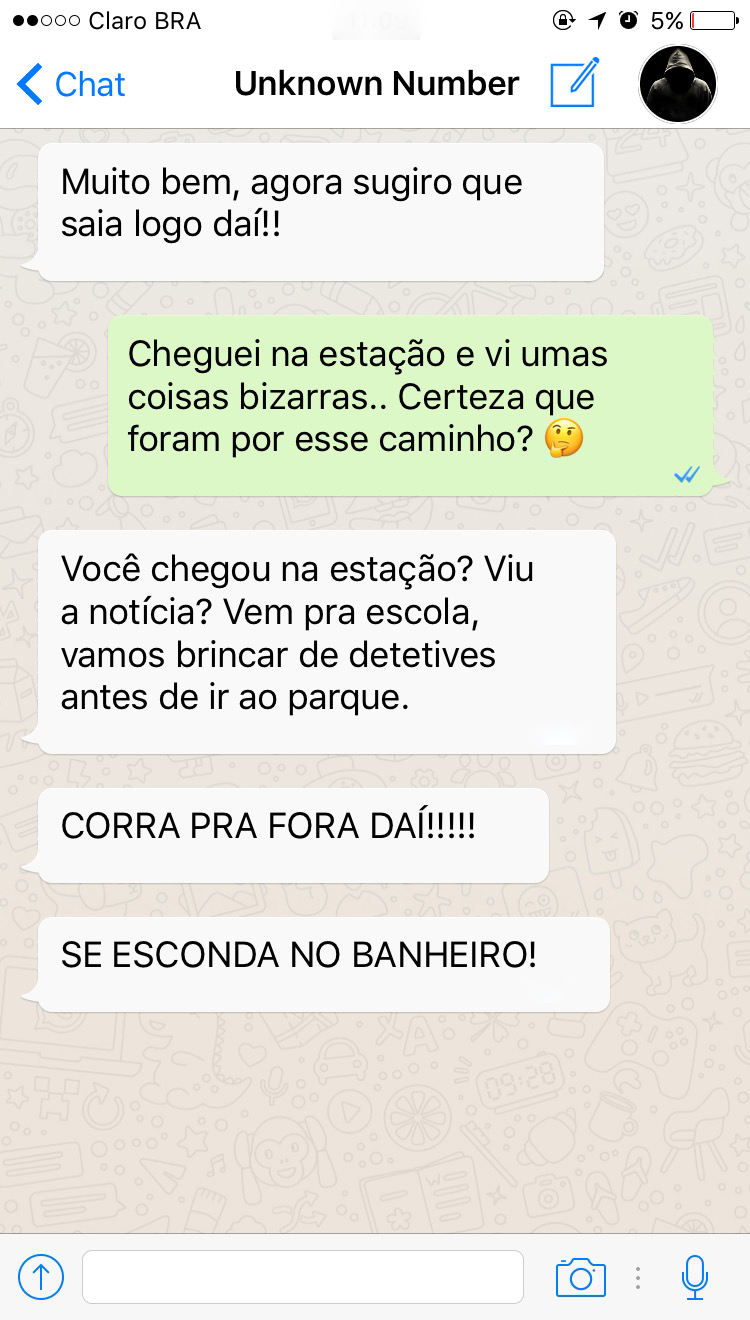 Claro BRA 5%
Chat Unknown Number
Muito bem, agora sugiro que
saia logo daí!!
Cheguei na estação e vi umas
coisas bizarras.. Certeza que
foram por esse caminho? 🤔
Você chegou na estação? Viu
a notícia? Vem pra escola,
vamos brincar de detetives
antes de ir ao parque.
CORRA PRA FORA DAÍ!!!!!
SE ESCONDA NO BANHEIRO!